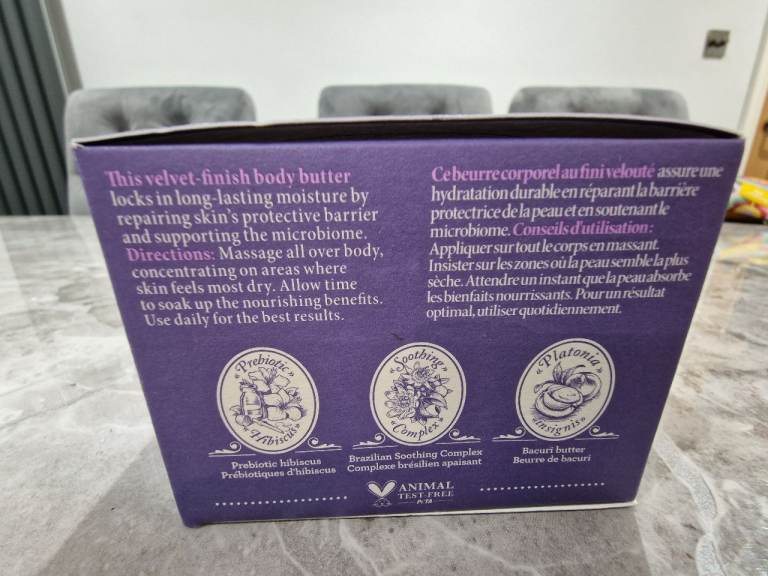 This velvet-finish body butter
locks in long-lasting moisture by
repairing skin's protective barrier
and supporting the microbiome.
Directions: Massage all over body,
concentrating on areas where
skin feels most dry. Allow time
to soak up the nourishing benefits.
Use daily for the best results.
Ce beurre corporel au fini velouté assure une
hydratation durable en réparant la barrière
protectrice de la peau et en soutenant le
microbiome. Conseils d'utilisation :
Appliquer sur tout le corps en massant.
Insister sur les zones où la peau semble la plus
sèche. Attendre un instant que la peau absorbe
les bienfaits nourrissants. Pour un résultat
optimal, utiliser quotidiennement.
«Prebiotic»
«Hibiscus»
Prebiotic hibiscus
Prébiotiques d'hibiscus
«Soothing»
«Complex»
Brazilian Soothing Complex
Complexe brésilien apaisant
«Platonia»
«Insignis»
Bacuri butter
Beurre de bacuri
ANIMAL
TEST-FREE
PETA